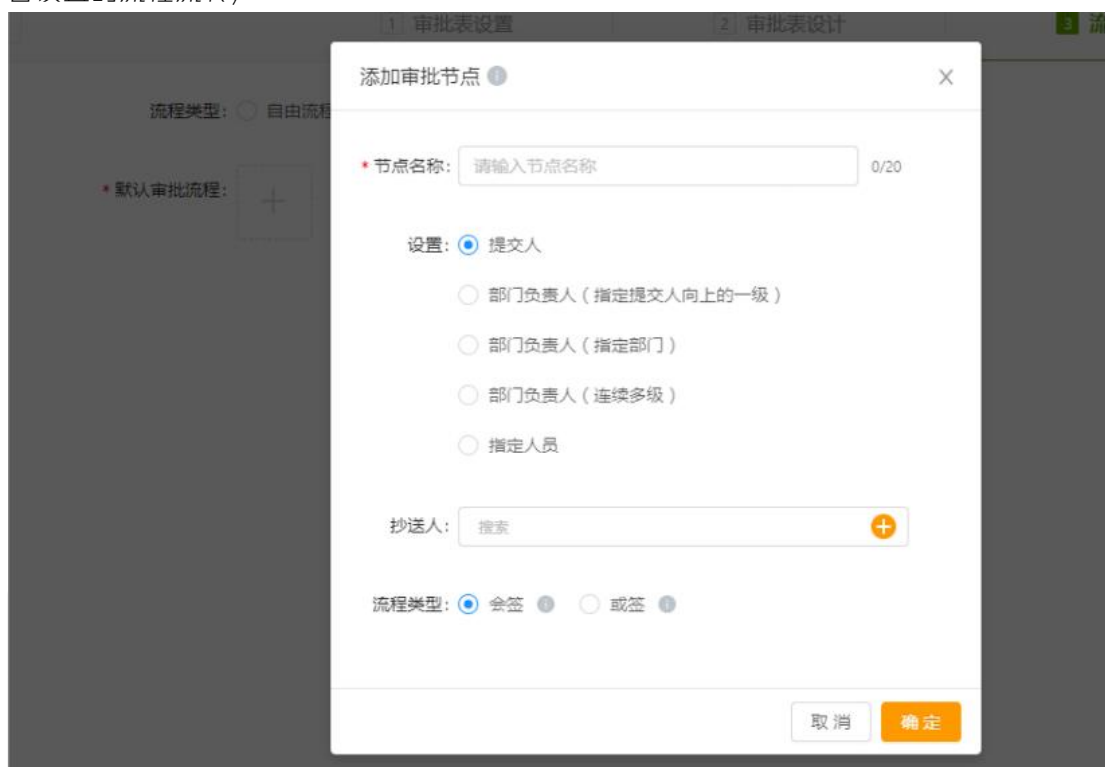 1 审批表设置 2 审批表设计 3
添加审批节点
流程类型: 自由流程
* 节点名称: 请输入节点名称 0/20
* 默认审批流程:
设置: 提交人
部门负责人 ( 指定提交人向上的一级 )
部门负责人 ( 指定部门 )
部门负责人 ( 连续多级 )
指定人员
抄送人: 搜索
流程类型: 会签 或签
取 消 确 定